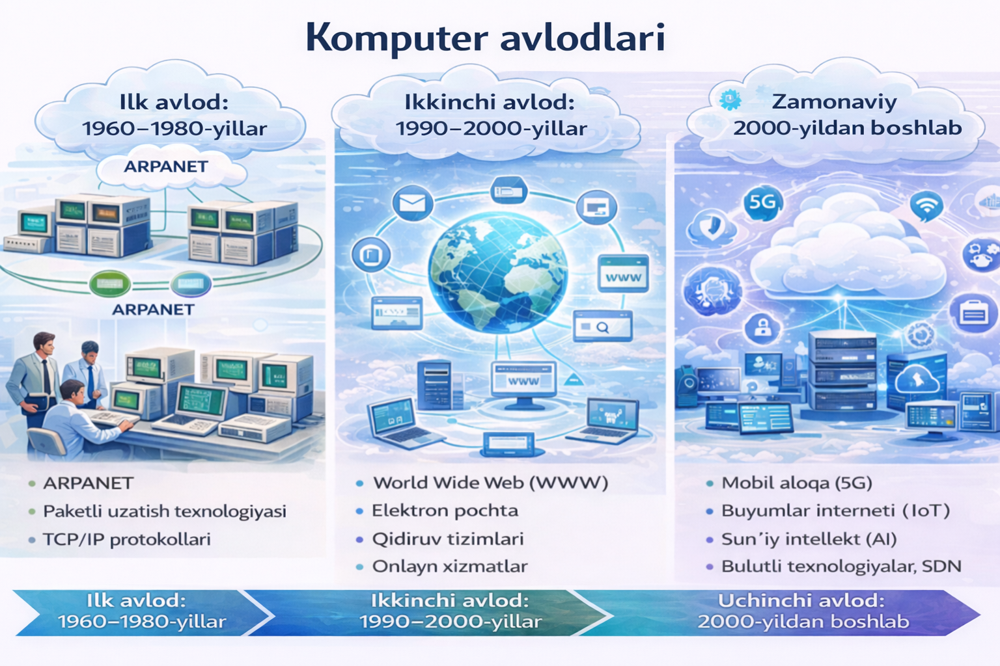 Komputer avlodlari
Ilk avlod:
1960–1980-yillar
ARPANET
ARPANET
• ARPANET
• Paketli uzatish texnologiyasi
• TCP/IP protokollari
Ikkinchi avlod:
1990–2000-yillar
www
www
• World Wide Web (WWW)
• Elektron pochta
• Qidiruv tizimlari
• Onlayn xizmatlar
Zamonaviy
2000-yildan boshlab
5G
• Mobil aloqa (5G)
• Buyumlar interneti (IoT)
• Sunʼiy intellekt (AI)
• Bulutli texnologiyalar, SDN
Ilk avlod:
1960–1980-yillar
Ikkinchi avlod:
1990–2000-yillar
Uchinchi avlod:
2000-yildan boshlab